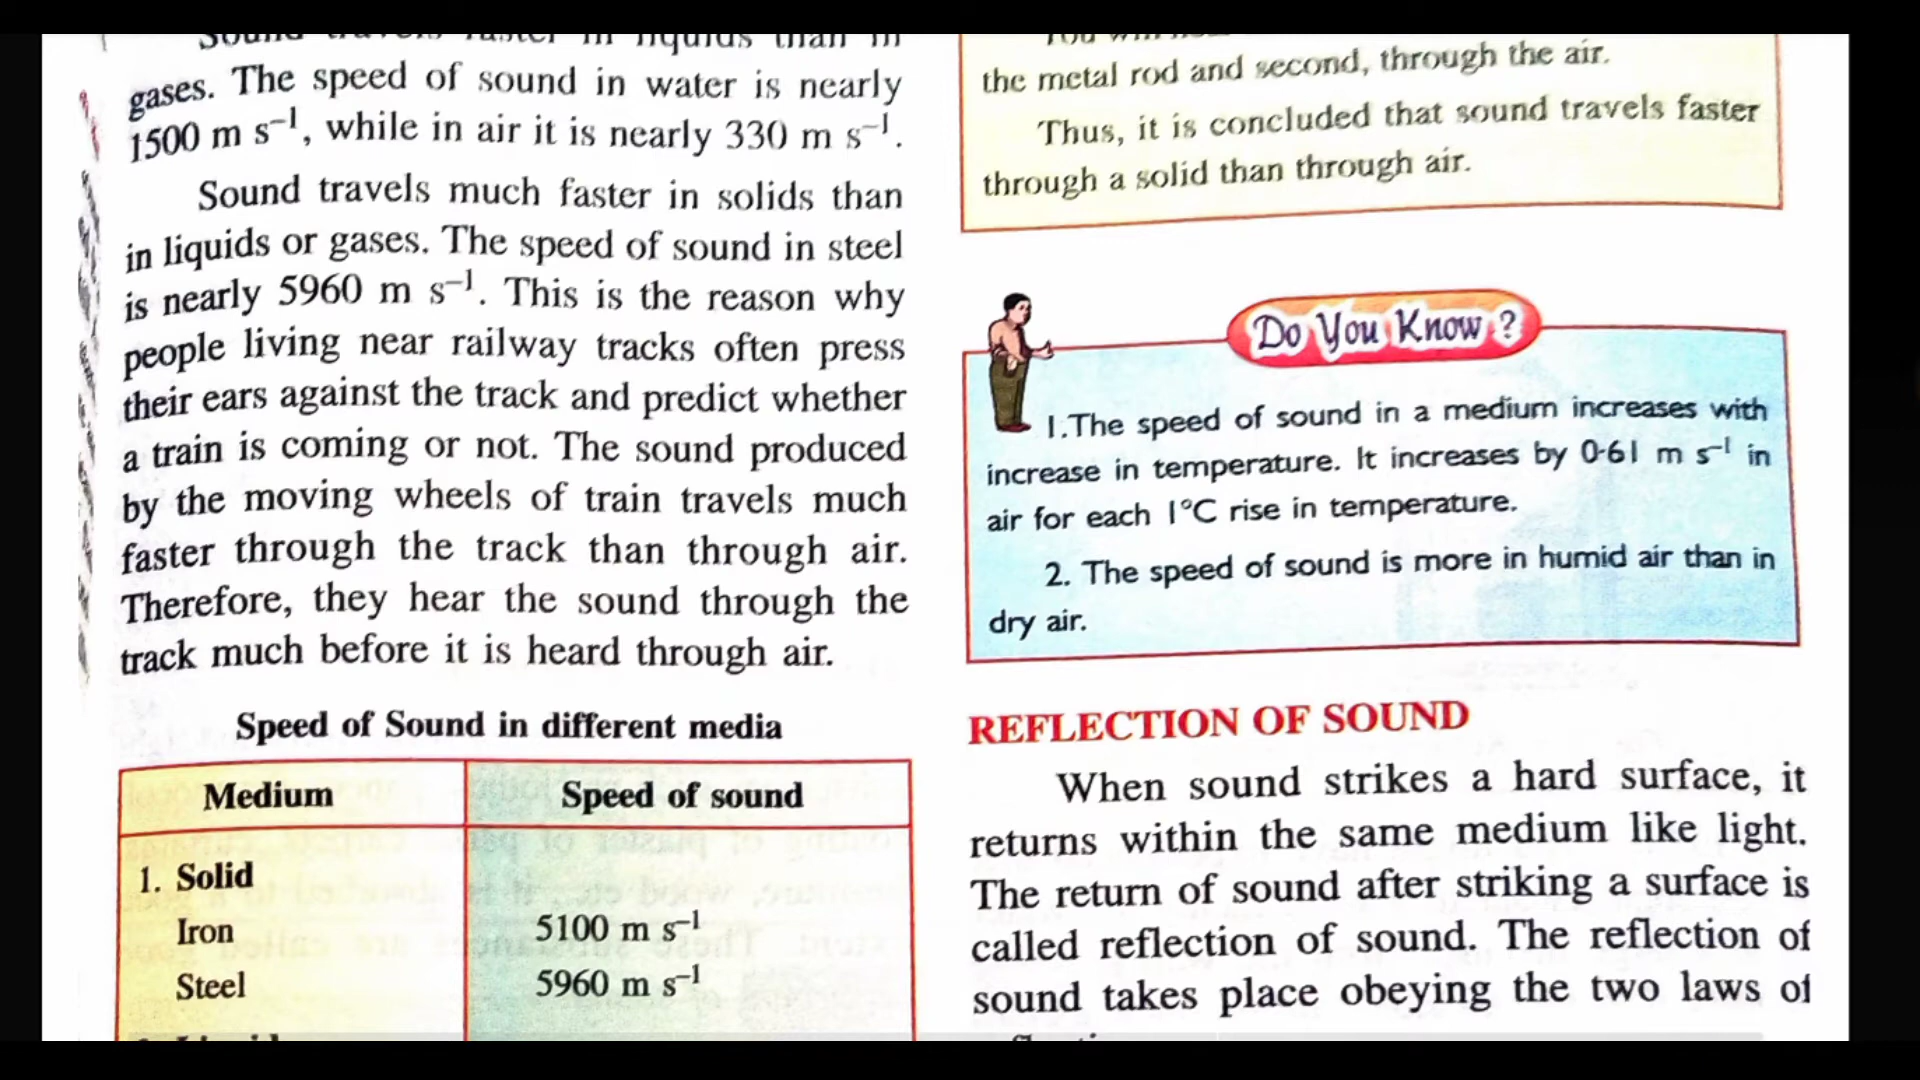 Sound travels faster in liquids than in
gases. The speed of sound in water is nearly
1500 m s⁻¹, while in air it is nearly 330 m s⁻¹.
Sound travels much faster in solids than
in liquids or gases. The speed of sound in steel
is nearly 5960 m s⁻¹. This is the reason why
people living near railway tracks often press
their ears against the track and predict whether
a train is coming or not. The sound produced
by the moving wheels of train travels much
faster through the track than through air.
Therefore, they hear the sound through the
track much before it is heard through air.
Speed of Sound in different media
Medium Speed of sound
1. Solid
Iron 5100 m s⁻¹
Steel 5960 m s⁻¹
the metal rod and second, through the air.
Thus, it is concluded that sound travels faster
through a solid than through air.
Do You Know ?
1.The speed of sound in a medium increases with
increase in temperature. It increases by 0·61 m s⁻¹ in
air for each 1°C rise in temperature.
2. The speed of sound is more in humid air than in
dry air.
REFLECTION OF SOUND
When sound strikes a hard surface, it
returns within the same medium like light.
The return of sound after striking a surface is
called reflection of sound. The reflection of
sound takes place obeying the two laws of